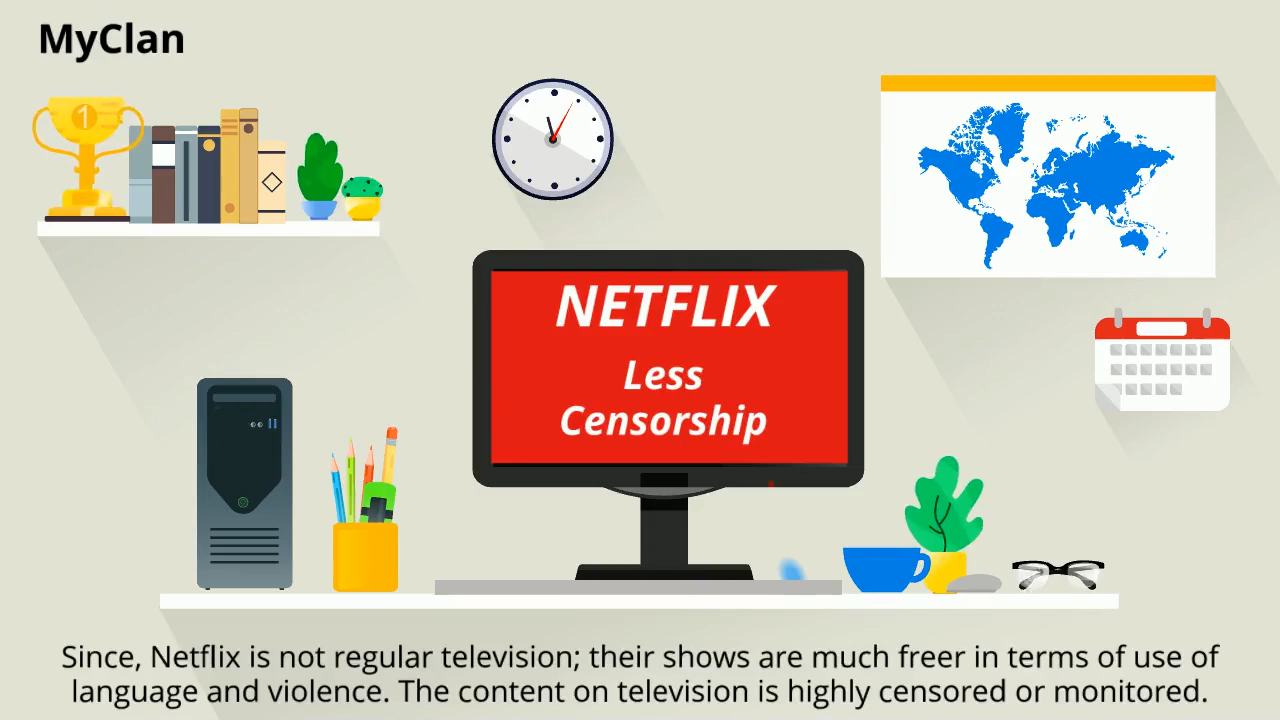 MyClan
1
NETFLIX
Less
Censorship
Since, Netflix is not regular television; their shows are much freer in terms of use of
language and violence. The content on television is highly censored or monitored.